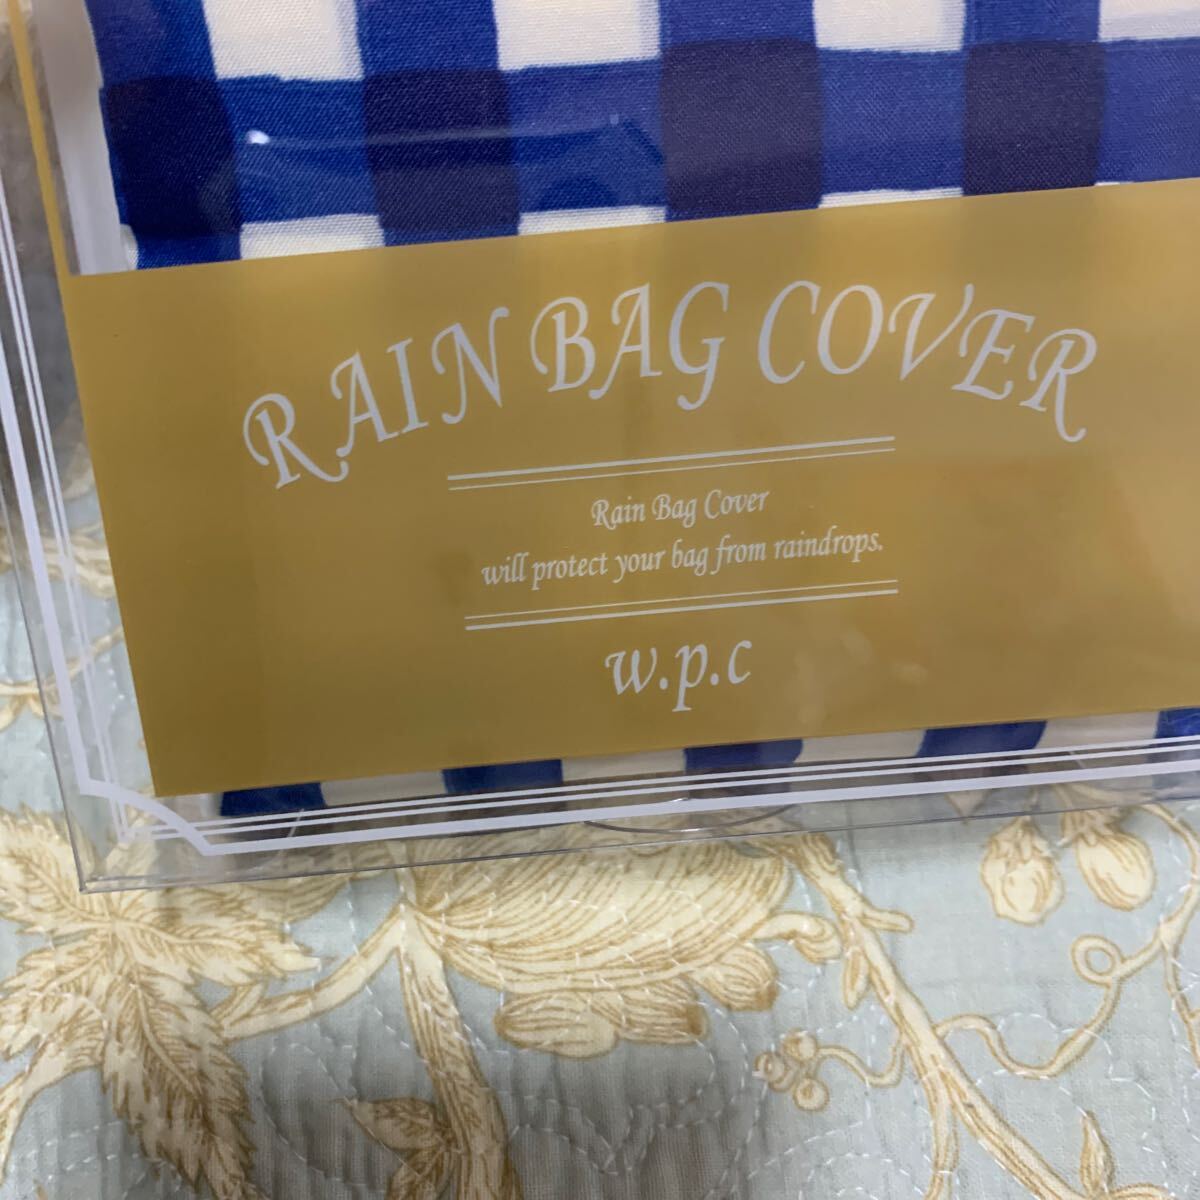 RAIN BAG COVER
Rain Bag Cover
will protect your bag from raindrops.
w.p.c